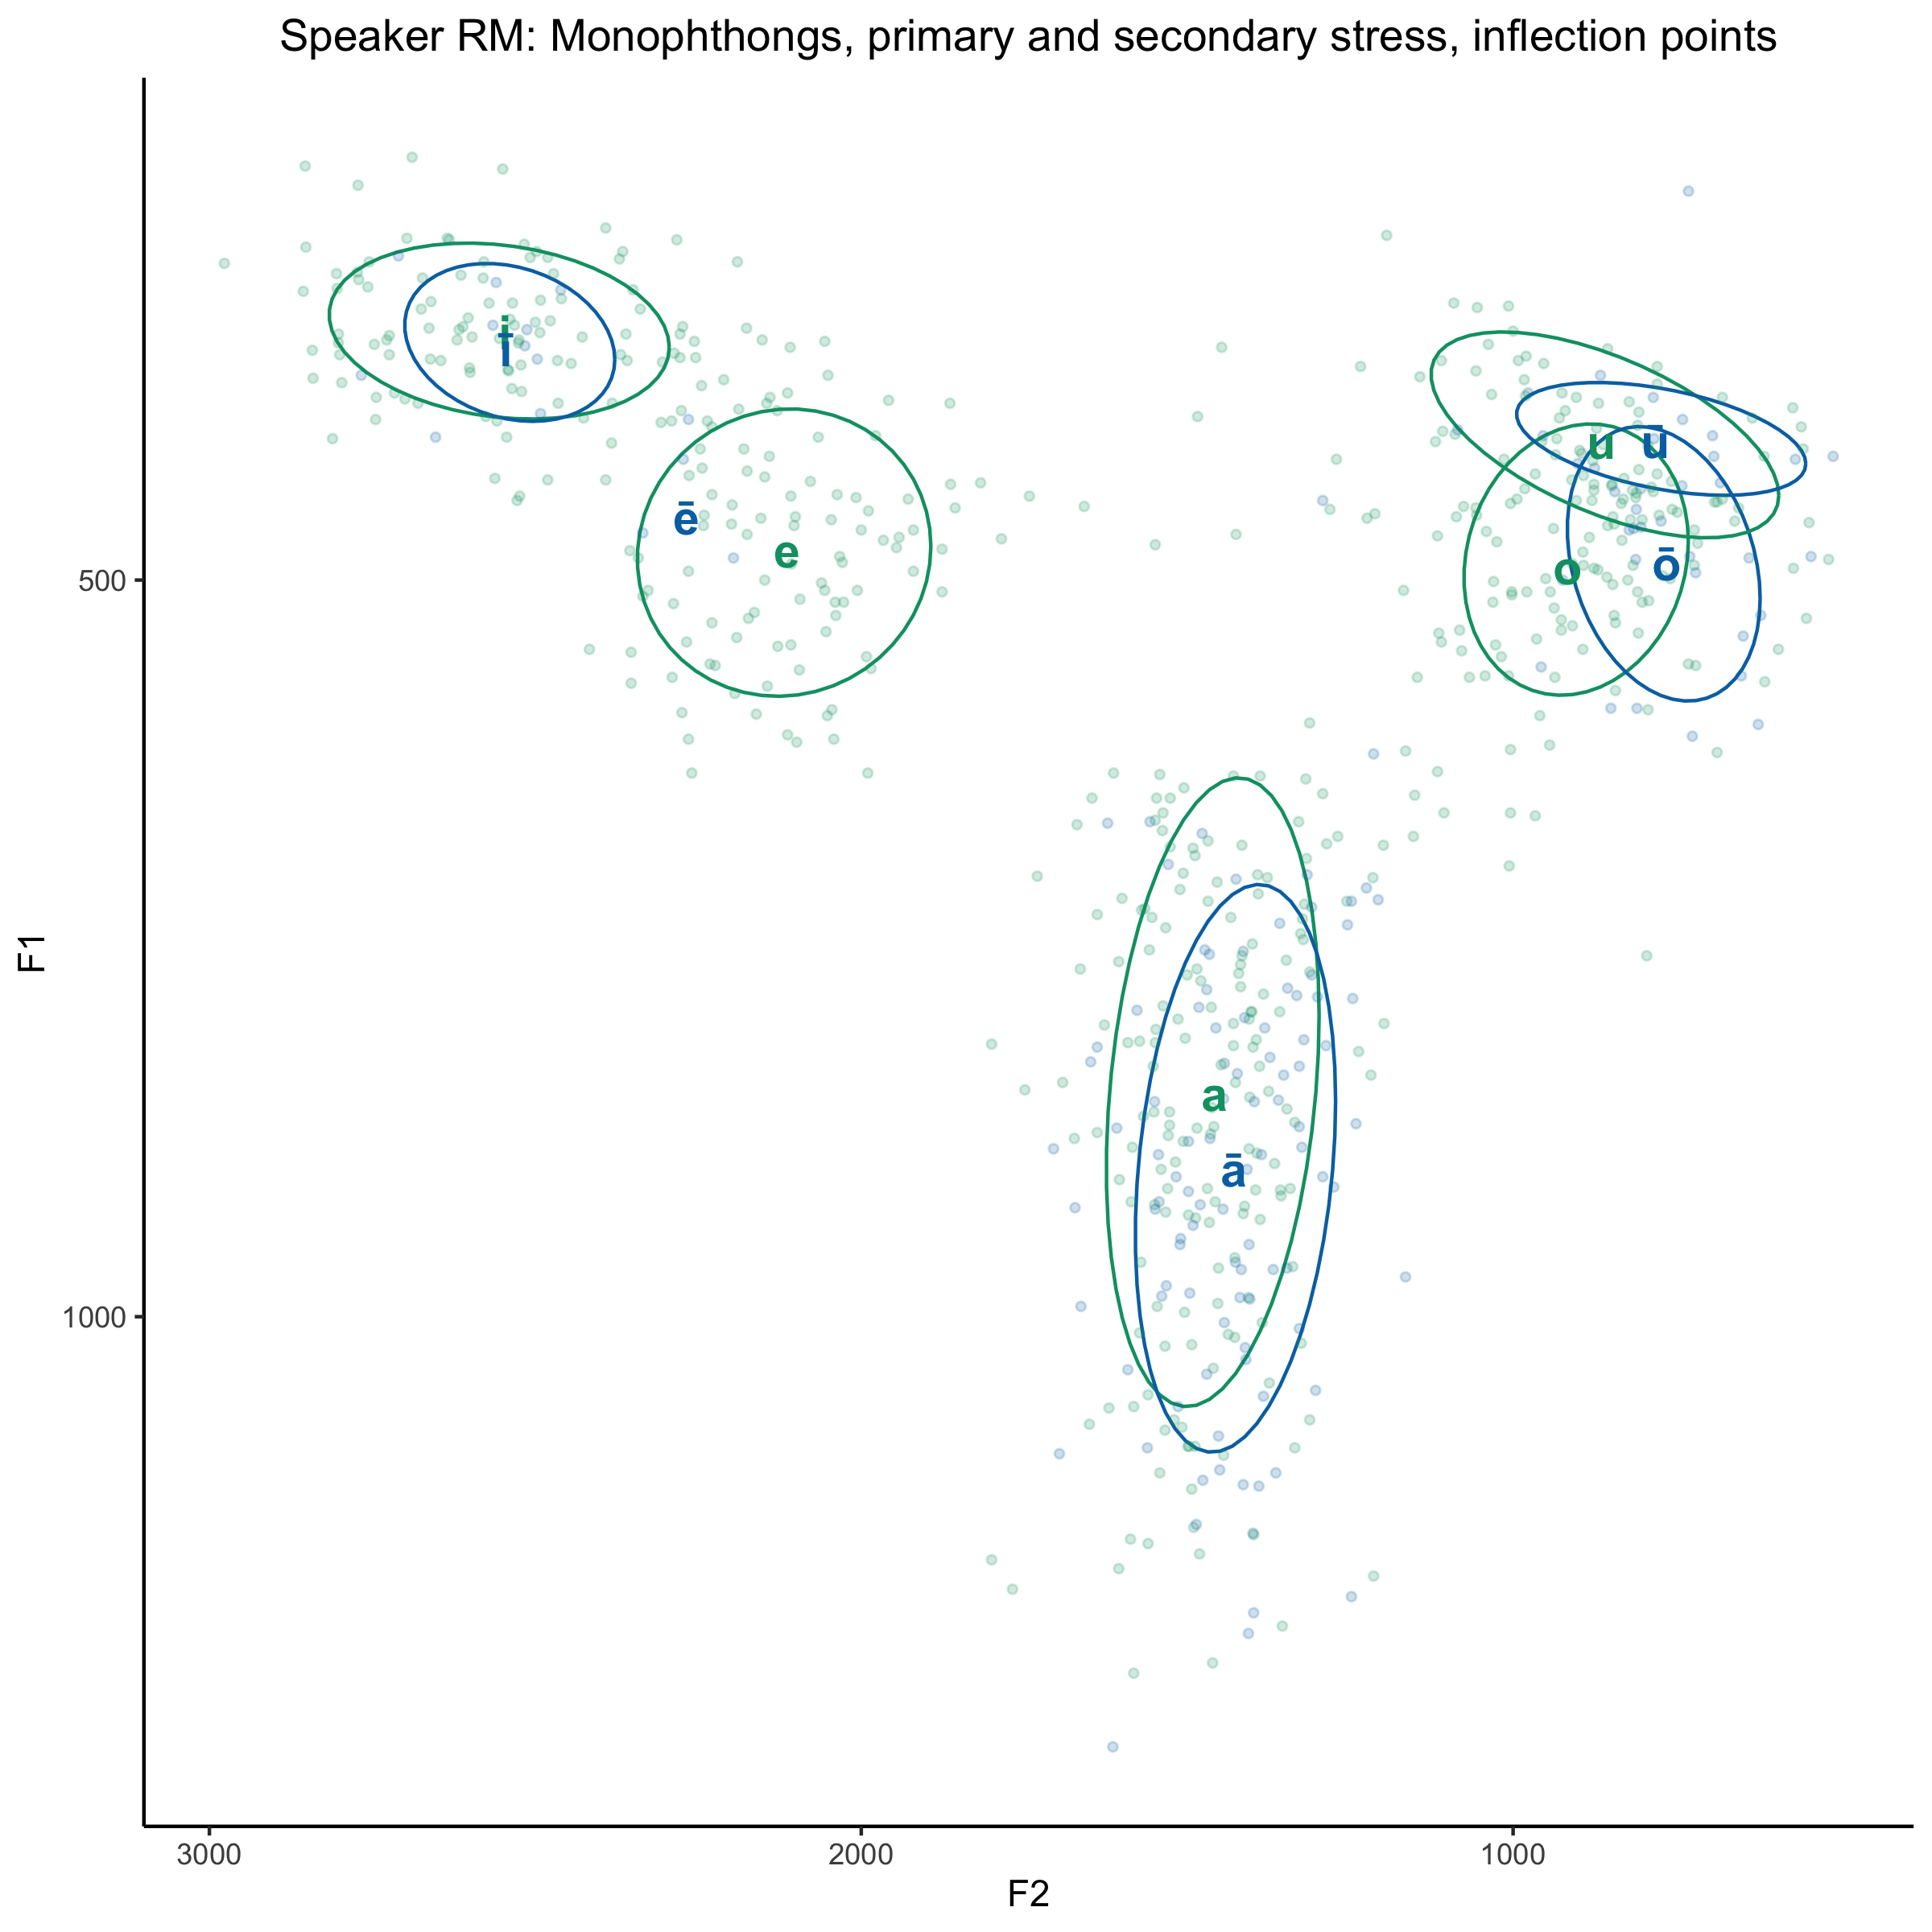 Speaker RM: Monophthongs, primary and secondary stress, inflection points
i
ī
u
ū
ē
e
o
ō
500
F1
a
ā
1000
3000
2000
1000
F2